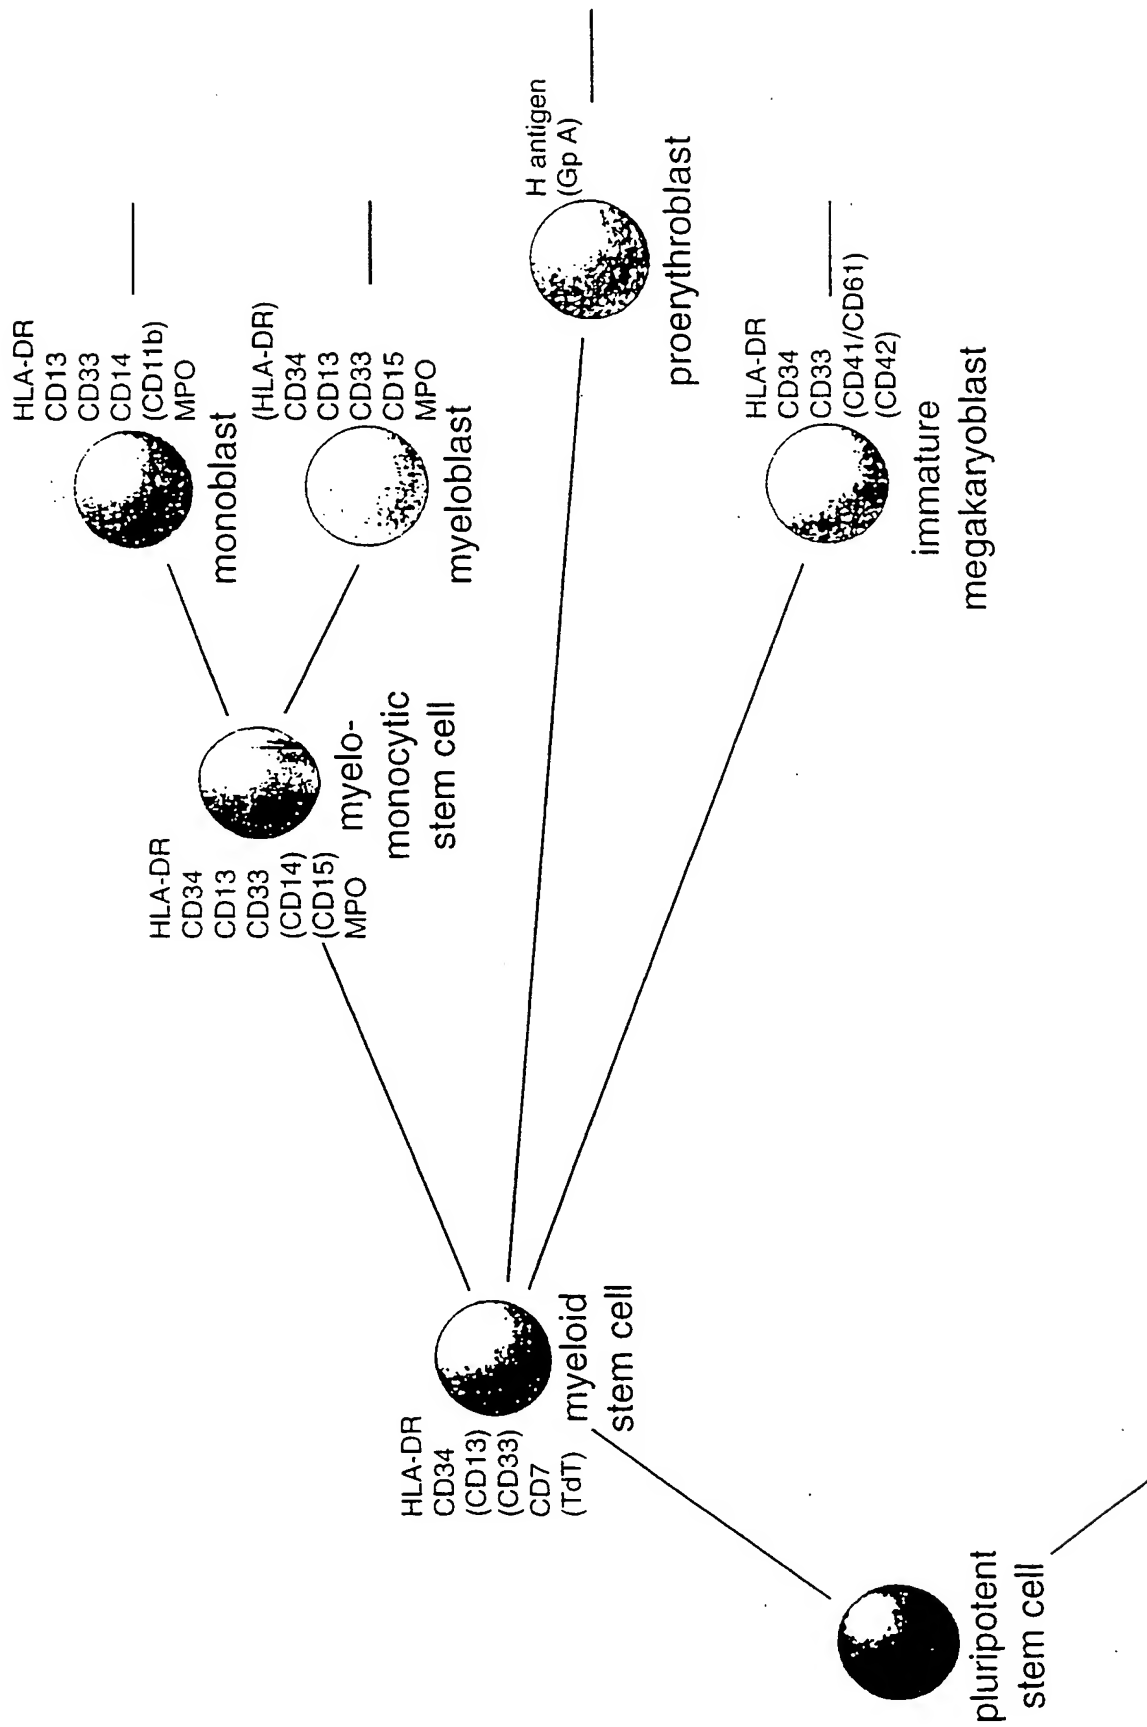 HLA-DR
CD13
CD33
CD14
(CD11b)
MPO
monoblast
(HLA-DR)
CD34
CD13
CD33
CD15
MPO
myeloblast
HLA-DR
CD34
CD13
CD33
(CD14)
(CD15)
MPO
myelo-
monocytic
stem cell
H antigen
(Gp A)
proerythroblast
HLA-DR
CD34
CD33
(CD41/CD61)
(CD42)
immature
megakaryoblast
HLA-DR
CD34
(CD13)
(CD33)
CD7
(TdT)
myeloid
stem cell
pluripotent
stem cell